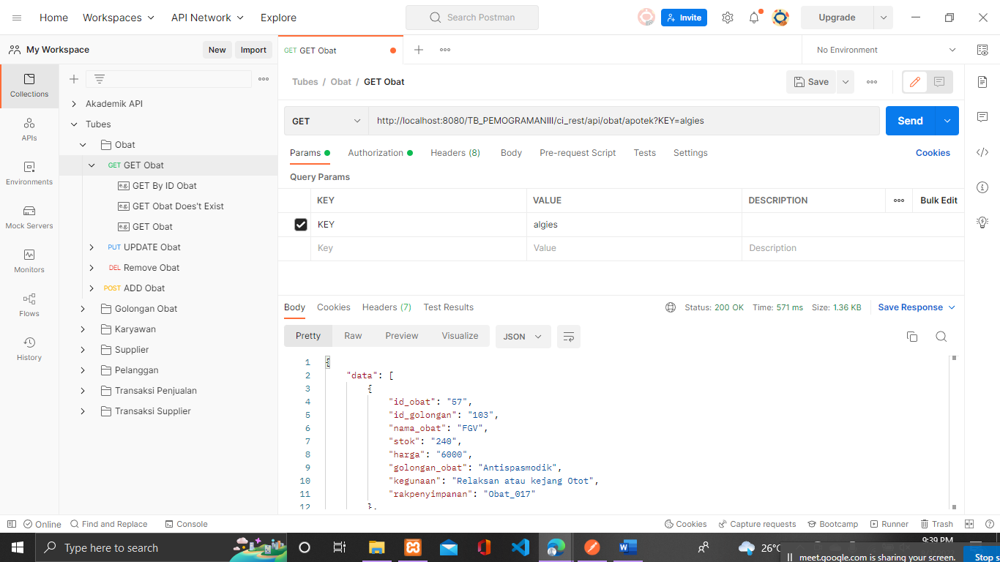 Home Workspaces API Network Explore Search Postman Invite Upgrade
My Workspace New Import GET GET Obat No Environment
Collections
APIs
Environments
Mock Servers
Monitors
Flows
History
Akademik API
Tubes
Obat
GET GET Obat
e.g. GET By ID Obat
e.g. GET Obat Does't Exist
e.g. GET Obat
PUT UPDATE Obat
DEL Remove Obat
POST ADD Obat
Golongan Obat
Karyawan
Supplier
Pelanggan
Transaksi Penjualan
Transaksi Supplier
Tubes / Obat / GET Obat Save
GET http://localhost:8080/TB_PEMOGRAMANIII/ci_rest/api/obat/apotek?KEY=algies Send
Params Authorization Headers (8) Body Pre-request Script Tests Settings Cookies
Query Params
KEY VALUE DESCRIPTION Bulk Edit
KEY algies
Key Value Description
Body Cookies Headers (7) Test Results Status: 200 OK Time: 571 ms Size: 1.36 KB Save Response
Pretty Raw Preview Visualize JSON
1 {
2 "data": [
3 {
4 "id_obat": "57",
5 "id_golongan": "103",
6 "nama_obat": "FGV",
7 "stok": "240",
8 "harga": "6000",
9 "golongan_obat": "Antispasmodik",
10 "kegunaan": "Relaksan atau kejang Otot",
11 "rakpenyimpanan": "Obat_017"
12 },
Online Find and Replace Console Cookies Capture requests Bootcamp Runner Trash
Type here to search 26°C 9:39 PM
meet.google.com is sharing your screen. Stop s